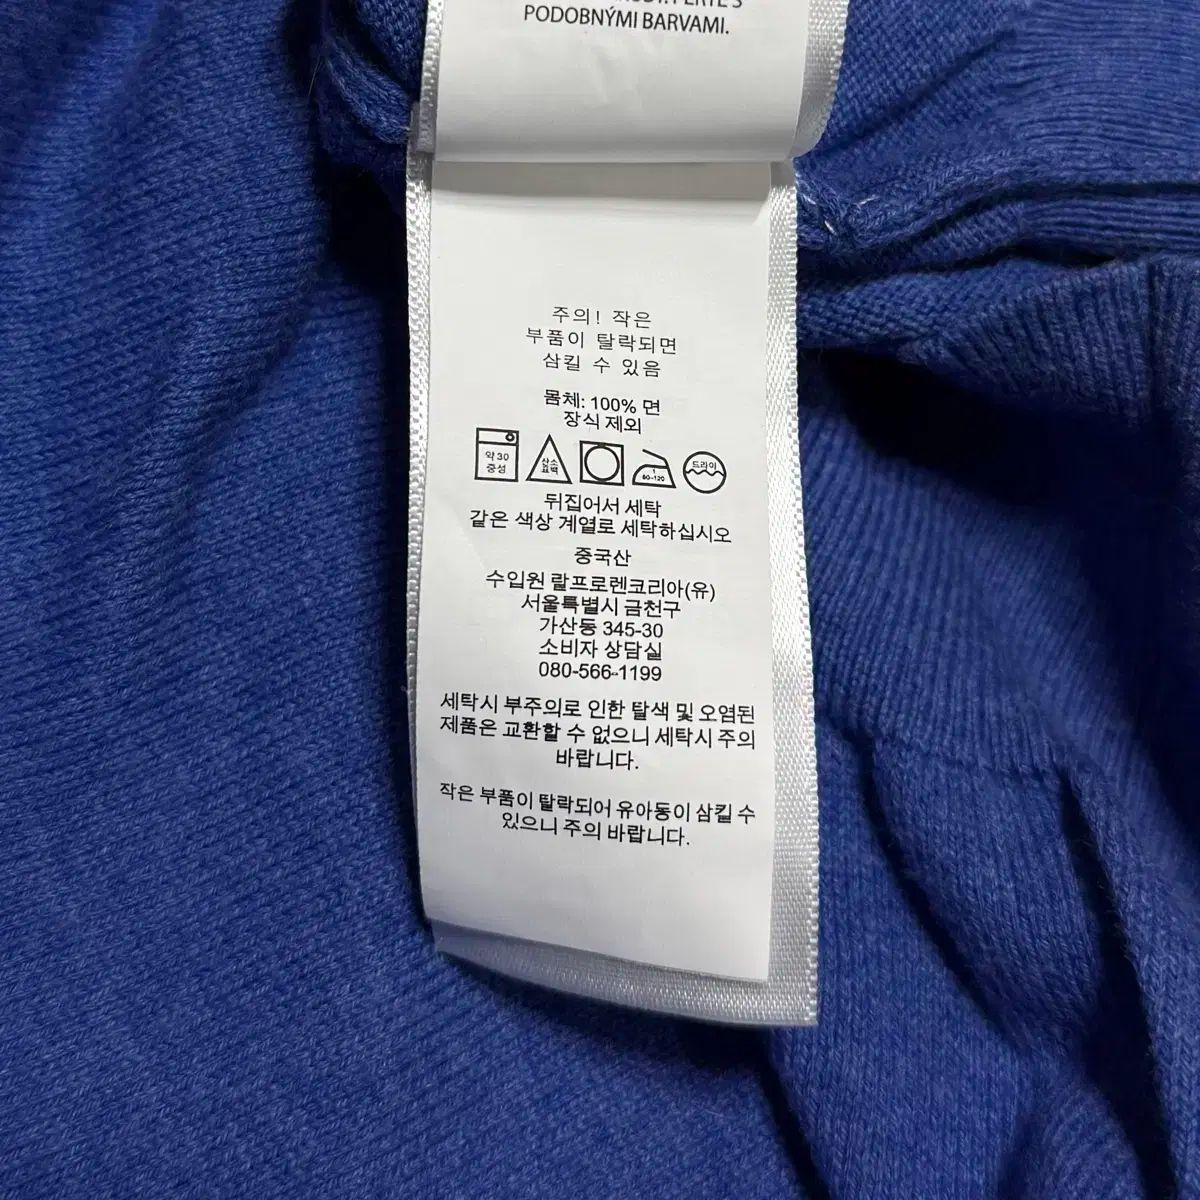 PODOBNÝMI BARVAMI.
주의! 작은
부품이 탈락되면
삼킬 수 있음
몸체: 100% 면
장식 제외
약 30
중성
산소
표백
60-120
드라이
뒤집어서 세탁
같은 색상 계열로 세탁하십시오
중국산
수입원 랄프로렌코리아(유)
서울특별시 금천구
가산동 345-30
소비자 상담실
080-566-1199
세탁시 부주의로 인한 탈색 및 오염된
제품은 교환할 수 없으니 세탁시 주의
바랍니다.
작은 부품이 탈락되어 유아동이 삼킬 수
있으니 주의 바랍니다.